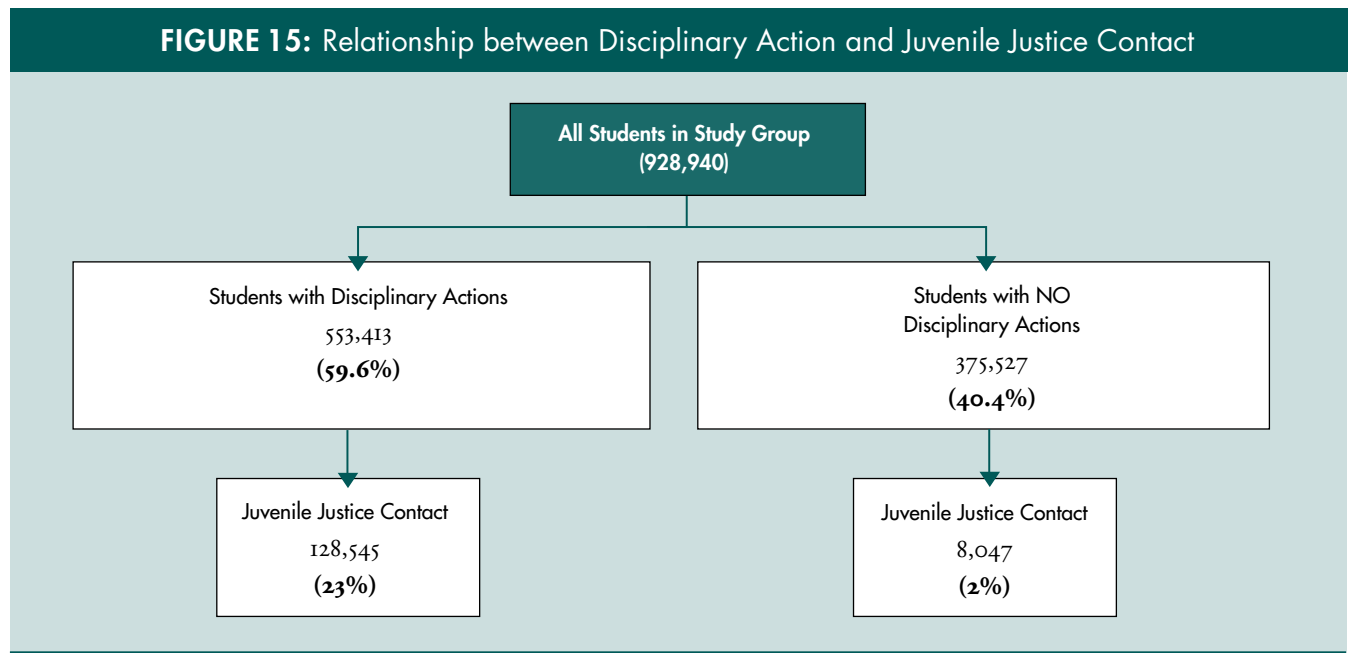 FIGURE 15: Relationship between Disciplinary Action and Juvenile Justice Contact
All Students in Study Group
(928,940)
Students with Disciplinary Actions
553,413
(59.6%)
Students with NO
Disciplinary Actions
375,527
(40.4%)
Juvenile Justice Contact
128,545
(23%)
Juvenile Justice Contact
8,047
(2%)